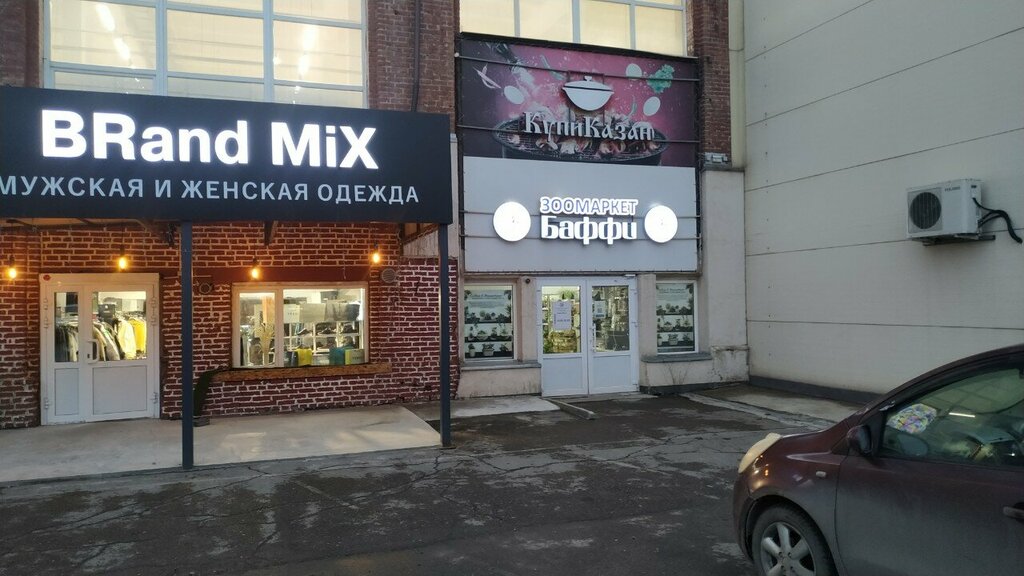 BRand MiX
МУЖСКАЯ И ЖЕНСКАЯ ОДЕЖДА
КупиКазан
ЗООМАРКЕТ
Баффи